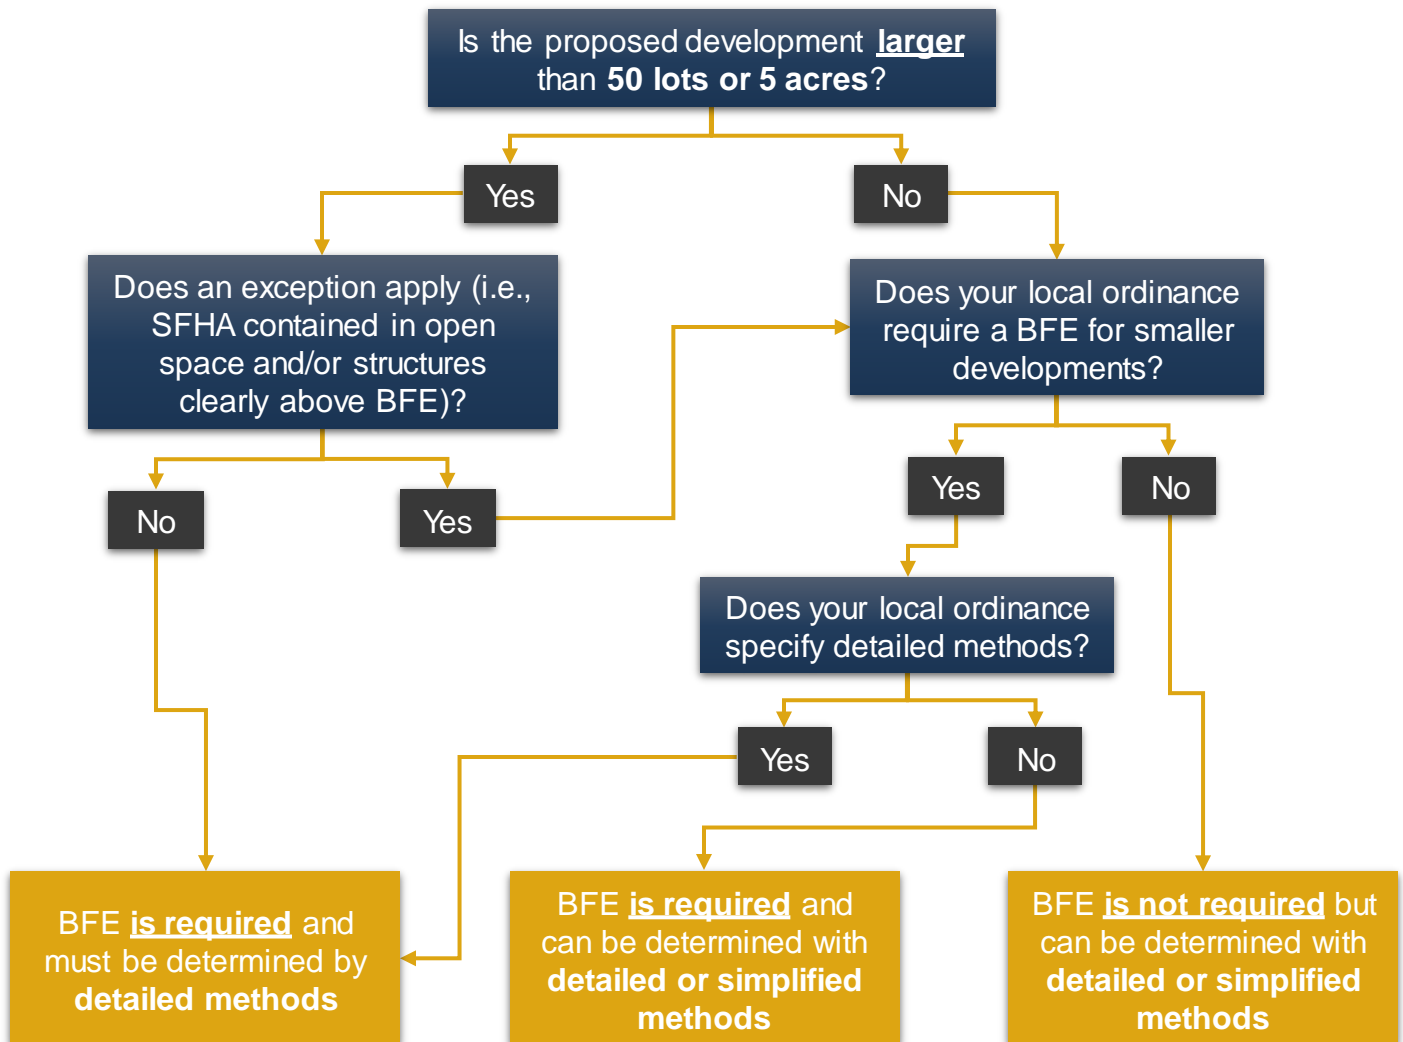 Is the proposed development larger
than 50 lots or 5 acres?
Yes
No
Does an exception apply (i.e.,
SFHA contained in open
space and/or structures
clearly above BFE)?
Does your local ordinance
require a BFE for smaller
developments?
No
Yes
Yes
No
Does your local ordinance
specify detailed methods?
Yes
No
BFE is required and
must be determined by
detailed methods
BFE is required and
can be determined with
detailed or simplified
methods
BFE is not required but
can be determined with
detailed or simplified
methods